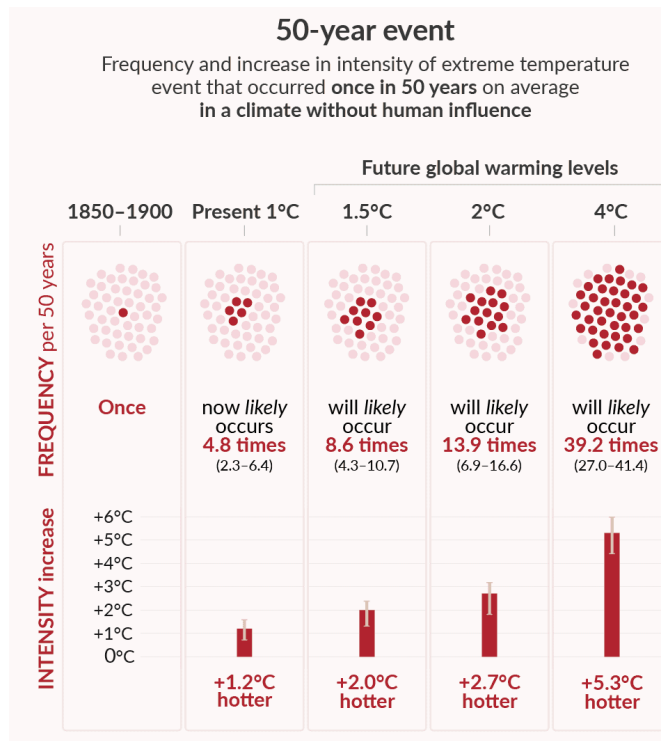 50-year event
Frequency and increase in intensity of extreme temperature
event that occurred once in 50 years on average
in a climate without human influence
Future global warming levels
1850–1900
Present 1°C
1.5°C
2°C
4°C
FREQUENCY per 50 years
Once
now likely
occurs
4.8 times
(2.3–6.4)
will likely
occur
8.6 times
(4.3–10.7)
will likely
occur
13.9 times
(6.9–16.6)
will likely
occur
39.2 times
(27.0–41.4)
INTENSITY increase
+6°C
+5°C
+4°C
+3°C
+2°C
+1°C
0°C
+1.2°C
hotter
+2.0°C
hotter
+2.7°C
hotter
+5.3°C
hotter